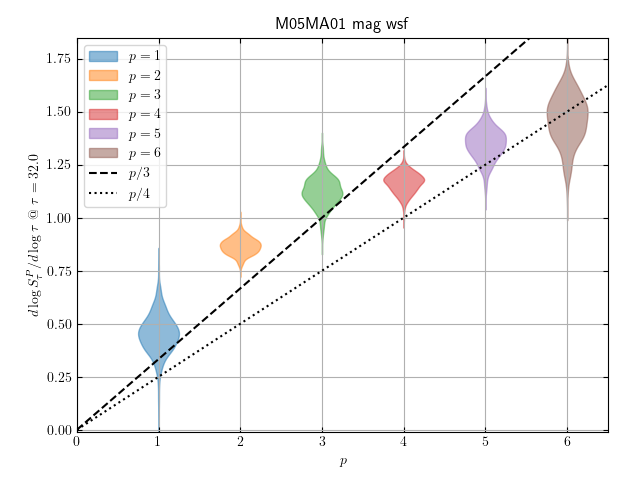 M05MA01 mag wsf
1.75
1.50
1.25
1.00
0.75
0.50
0.25
0.00
d log S_τ^P / d log τ @ τ = 32.0
p = 1
p = 2
p = 3
p = 4
p = 5
p = 6
p/3
p/4
0 1 2 3 4 5 6
p